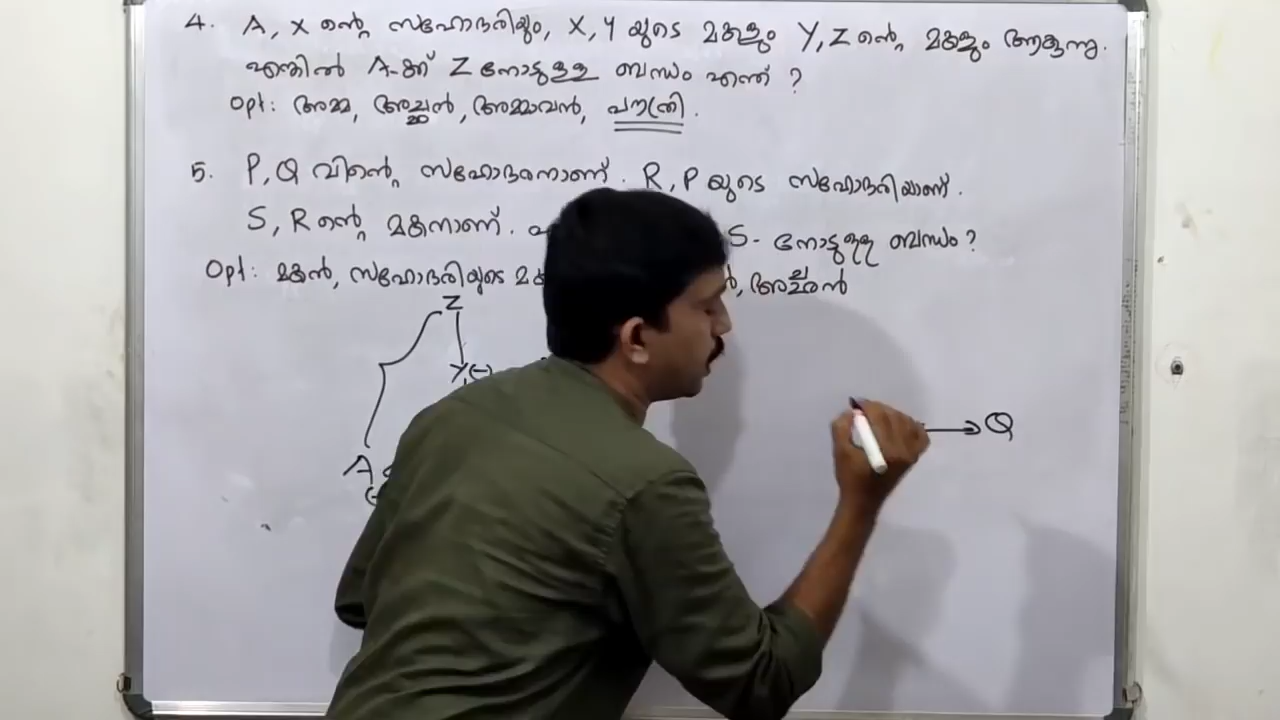 4. A, X ന്റെ സഹോദരിയും, X, Y യുടെ മകളും Y, Z ന്റെ മകളും ആകുന്നു.
എങ്കിൽ A-ക്ക് Z നോടുള്ള ബന്ധം എന്ത് ?
Opt: അമ്മ, അച്ഛൻ, അമ്മാവൻ, പൗത്രി.
5. P, Q വിന്റെ സഹോദരനാണ്. R, P യുടെ സഹോദരിയാണ്.
S, R ന്റെ മകനാണ്. S- നോടുള്ള ബന്ധം ?
Opt: മകൻ, സഹോദരിയുടെ അച്ഛൻ
Z
Y(-)
Q
A